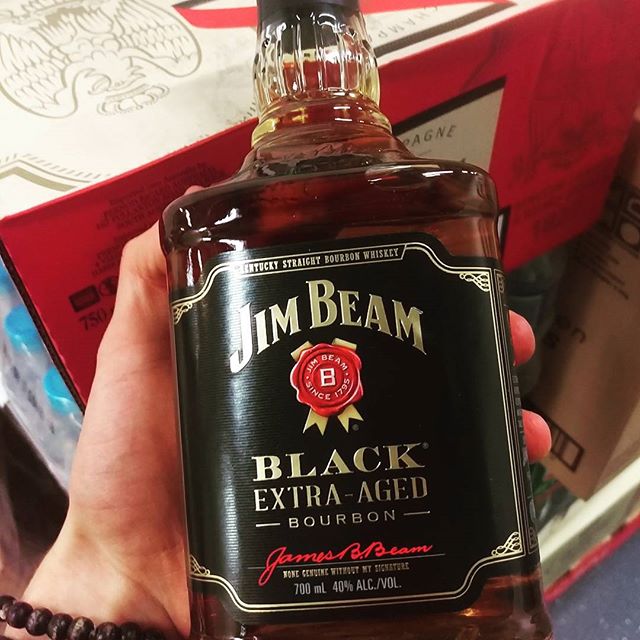 CHAMPAGNE
750
KENTUCKY STRAIGHT BOURBON WHISKEY
JIM BEAM
JIM BEAM
B
SINCE 1795
BLACK®
EXTRA-AGED
BOURBON
James B. Beam
NONE GENUINE WITHOUT MY SIGNATURE
700 mL 40% ALC./VOL.